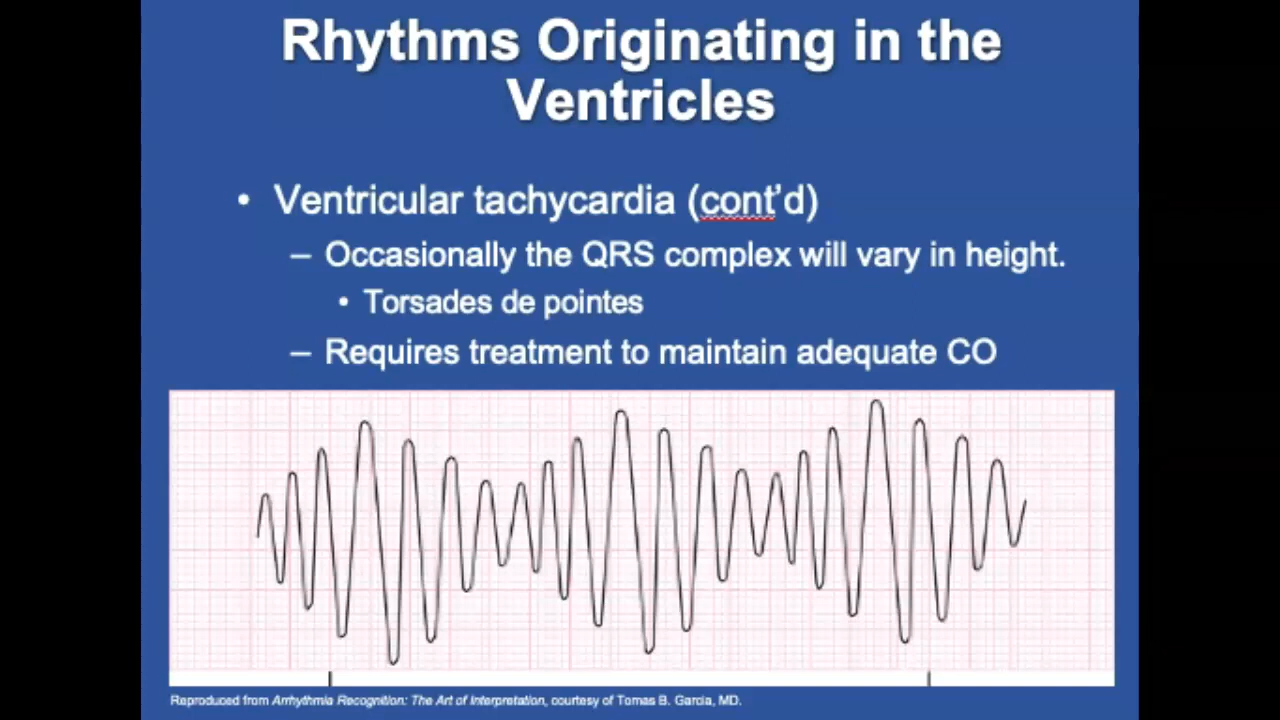 Rhythms Originating in the
Ventricles
• Ventricular tachycardia (cont’d)
– Occasionally the QRS complex will vary in height.
• Torsades de pointes
– Requires treatment to maintain adequate CO
Reproduced from Arrhythmia Recognition: The Art of Interpretation, courtesy of Tomas B. Garcia, MD.